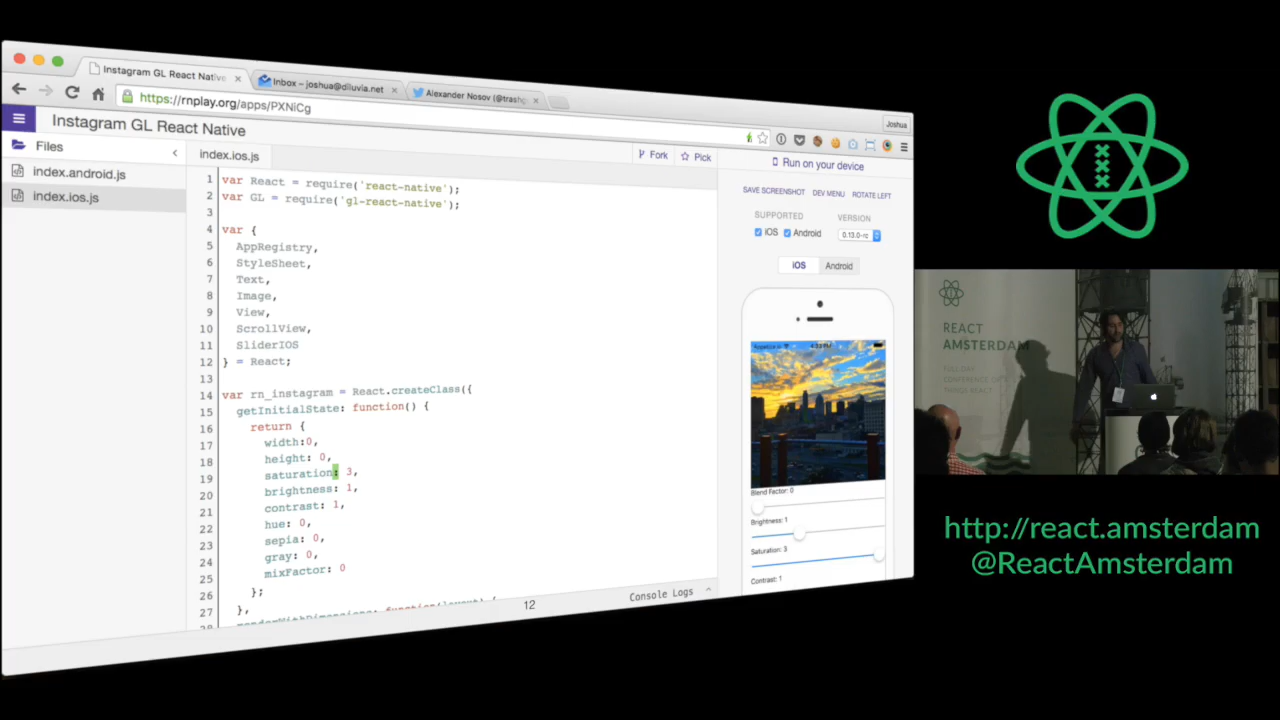 Instagram GL React Native
Inbox – joshua@diluvia.net
Alexander Nosov (@trashg
Joshua
https://rnplay.org/apps/PXNiCg
Instagram GL React Native
Files
index.android.js
index.ios.js
index.ios.js
Fork
Pick
1 var React = require('react-native');
2 var GL = require('gl-react-native');
3
4 var {
5 AppRegistry,
6 StyleSheet,
7 Text,
8 Image,
9 View,
10 ScrollView,
11 SliderIOS
12 } = React;
13
14 var rn_instagram = React.createClass({
15 getInitialState: function() {
16 return {
17 width:0,
18 height: 0,
19 saturation: 3,
20 brightness: 1,
21 contrast: 1,
22 hue: 0,
23 sepia: 0,
24 gray: 0,
25 mixFactor: 0
26 };
27 },
28
12
Console Logs
Run on your device
SAVE SCREENSHOT
DEV MENU
ROTATE LEFT
SUPPORTED
VERSION
iOS
Android
0.13.0-rc
iOS
Android
Blend Factor: 0
Brightness: 1
Saturation: 3
Contrast: 1
REACT
AMSTERDAM
http://react.amsterdam
@ReactAmsterdam